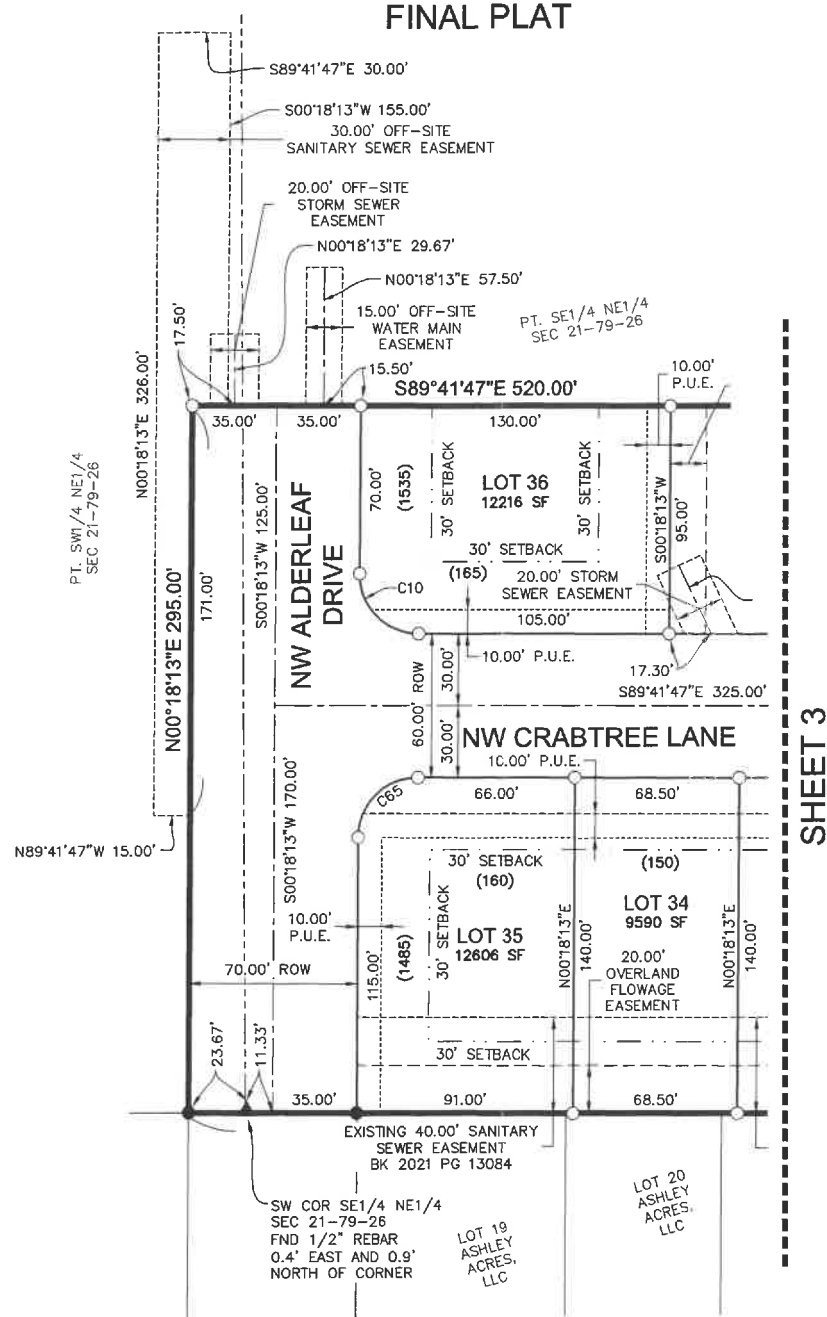 FINAL PLAT
S89°41'47"E 30.00'
S00°18'13"W 155.00'
30.00' OFF-SITE
SANITARY SEWER EASEMENT
20.00' OFF-SITE
STORM SEWER
EASEMENT
N00°18'13"E 29.67'
N00°18'13"E 57.50'
15.00' OFF-SITE
WATER MAIN
EASEMENT
PT. SE1/4 NE1/4
SEC 21-79-26
17.50'
15.50'
S89°41'47"E 520.00'
10.00'
P.U.E.
35.00'
35.00'
130.00'
N00°18'13"E 326.00'
PT. SW1/4 NE1/4
SEC 21-79-26
N00°18'13"E 295.00'
171.00'
S00°18'13"W 125.00'
NW ALDERLEAF
DRIVE
70.00'
(1535)
30' SETBACK
LOT 36
12216 SF
30' SETBACK
S00°18'13"W
95.00'
30' SETBACK
(165)
20.00' STORM
SEWER EASEMENT
C10
105.00'
10.00' P.U.E.
17.30'
S89°41'47"E 325.00'
60.00' ROW
30.00'
30.00'
NW CRABTREE LANE
SHEET 3
10.00' P.U.E.
C65
66.00'
68.50'
N89°41'47"W 15.00'
S00°18'13"W 170.00'
30' SETBACK
(160)
(150)
10.00'
P.U.E.
115.00'
(1485)
30' SETBACK
LOT 35
12606 SF
N00°18'13"E
140.00'
LOT 34
9590 SF
N00°18'13"E
140.00'
20.00'
OVERLAND
FLOWAGE
EASEMENT
70.00' ROW
30' SETBACK
23.67'
11.33'
35.00'
91.00'
68.50'
EXISTING 40.00' SANITARY
SEWER EASEMENT
BK 2021 PG 13084
SW COR SE1/4 NE1/4
SEC 21-79-26
FND 1/2" REBAR
0.4' EAST AND 0.9'
NORTH OF CORNER
LOT 19
ASHLEY
ACRES,
LLC
LOT 20
ASHLEY
ACRES,
LLC